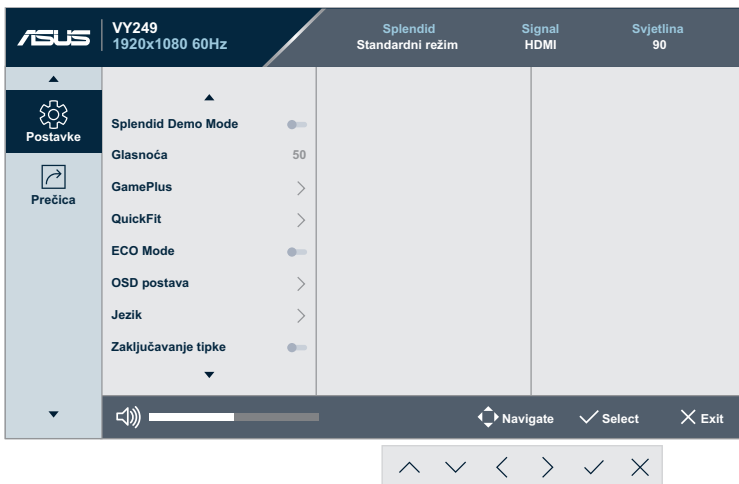 ASUS
VY249
1920x1080 60Hz
Splendid
Standardni režim
Signal
HDMI
Svjetlina
90
Postavke
Prečica
Splendid Demo Mode
Glasnoća 50
GamePlus
QuickFit
ECO Mode
OSD postava
Jezik
Zaključavanje tipke
Navigate Select Exit